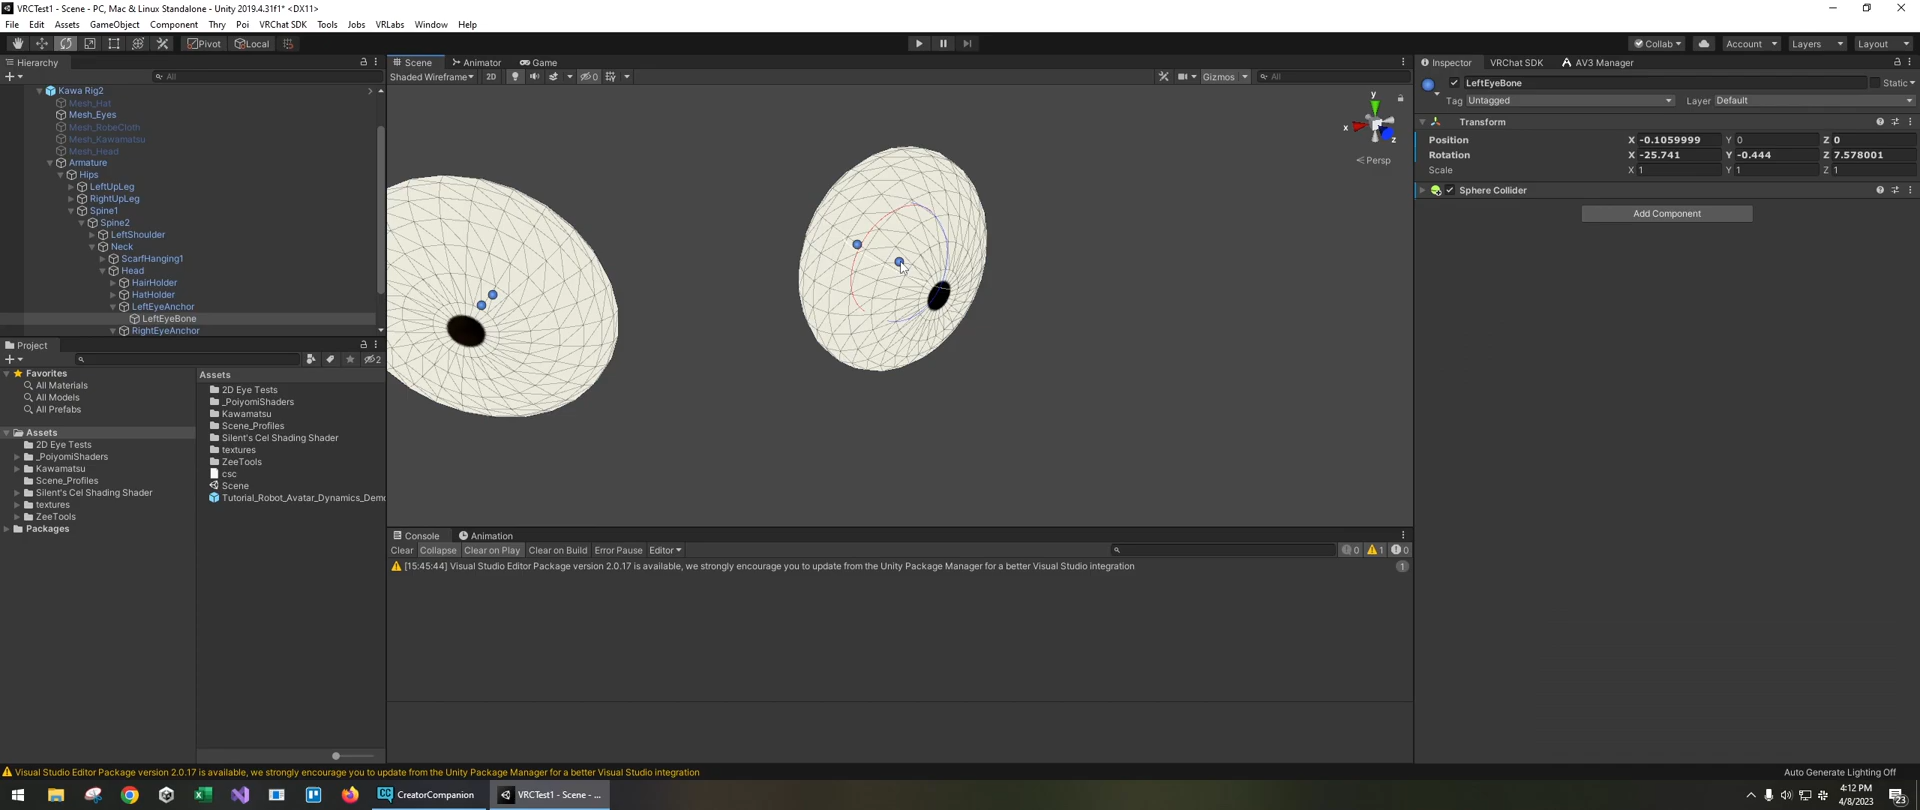 VRCTest1 - Scene - PC, Mac & Linux Standalone - Unity 2019.4.31f1* <DX11>
File Edit Assets GameObject Component Thry Poi VRChat SDK Tools Jobs VRLabs Window Help
Pivot Local Collab Account Layers Layout
Hierarchy
All
Kawa Rig2
Mesh_Hat
Mesh_Eyes
Mesh_RobeCloth
Mesh_Kawamatsu
Mesh_Head
Armature
Hips
LeftUpLeg
RightUpLeg
Spine1
Spine2
LeftShoulder
Neck
ScarfHanging1
Head
HairHolder
HatHolder
LeftEyeAnchor
LeftEyeBone
RightEyeAnchor
Project
2
Favorites
All Materials
All Models
All Prefabs
Assets
2D Eye Tests
_PoiyomiShaders
Kawamatsu
Scene_Profiles
Silent's Cel Shading Shader
textures
ZeeTools
Packages
Assets
2D Eye Tests
_PoiyomiShaders
Kawamatsu
Scene_Profiles
Silent's Cel Shading Shader
textures
ZeeTools
csc
Scene
Tutorial_Robot_Avatar_Dynamics_Demo
Scene Animator Game
Shaded Wireframe 2D 0 Gizmos All
y
x
z
Persp
Console Animation
Clear Collapse Clear on Play Clear on Build Error Pause Editor 0 1 0
[15:45:44] Visual Studio Editor Package version 2.0.17 is available, we strongly encourage you to update from the Unity Package Manager for a better Visual Studio integration 1
Inspector VRChat SDK AV3 Manager
LeftEyeBone Static
Tag Untagged Layer Default
Transform
Position X -0.1059999 Y 0 Z 0
Rotation X -25.741 Y -0.444 Z 7.578001
Scale X 1 Y 1 Z 1
Sphere Collider
Add Component
Visual Studio Editor Package version 2.0.17 is available, we strongly encourage you to update from the Unity Package Manager for a better Visual Studio integration
Auto Generate Lighting Off
CreatorCompanion
VRCTest1 - Scene - ...
4:12 PM
4/8/2023
23